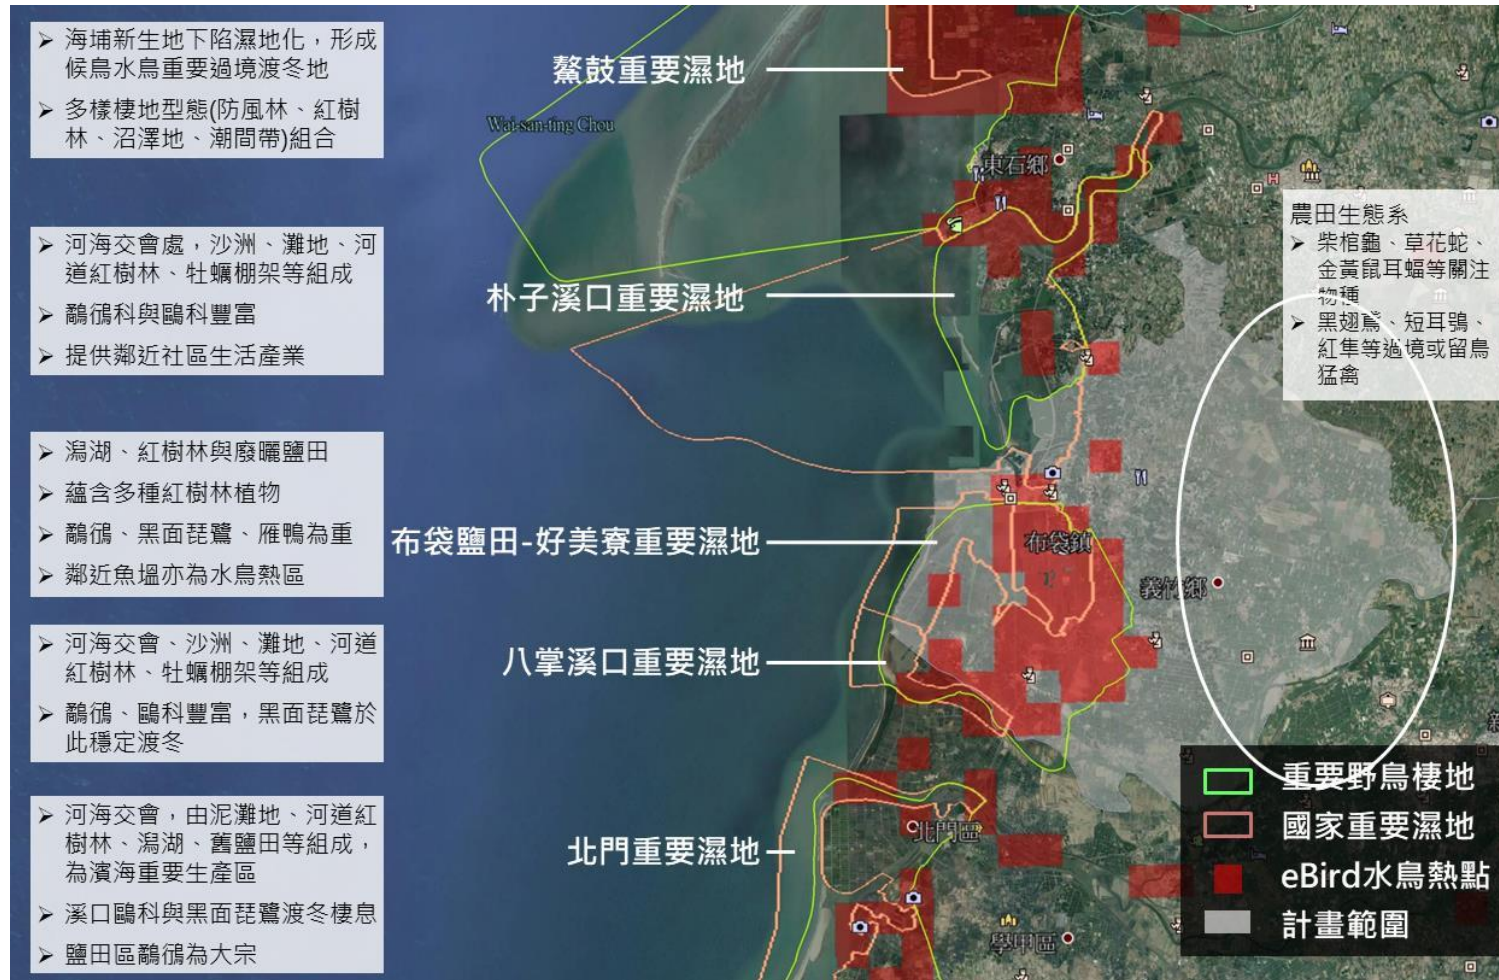 ➢ 海埔新生地下陷濕地化，形成
候鳥水鳥重要過境渡冬地
➢ 多樣棲地型態(防風林、紅樹
林、沼澤地、潮間帶)組合
➢ 河海交會處，沙洲、灘地、河
道紅樹林、牡蠣棚架等組成
➢ 鷸鴴科與鷗科豐富
➢ 提供鄰近社區生活產業
➢ 潟湖、紅樹林與廢曬鹽田
➢ 蘊含多種紅樹林植物
➢ 鷸鴴、黑面琵鷺、雁鴨為重
➢ 鄰近魚塭亦為水鳥熱區
➢ 河海交會、沙洲、灘地、河道
紅樹林、牡蠣棚架等組成
➢ 鷸鴴、鷗科豐富，黑面琵鷺於
此穩定渡冬
➢ 河海交會，由泥灘地、河道紅
樹林、潟湖、舊鹽田等組成，
為濱海重要生產區
➢ 溪口鷗科與黑面琵鷺渡冬棲息
➢ 鹽田區鷸鴴為大宗
鰲鼓重要濕地
Wai-san-ting Chou
東石鄉
朴子溪口重要濕地
布袋鹽田-好美寮重要濕地
布袋鎮
義竹鄉
八掌溪口重要濕地
北門重要濕地
北門區
學甲區
H
農田生態系
➢ 柴棺龜、草花蛇、
金黃鼠耳蝠等關注
物種
➢ 黑翅鳶、短耳鴞、
紅隼等過境或留鳥
猛禽
重要野鳥棲地
國家重要濕地
eBird水鳥熱點
計畫範圍